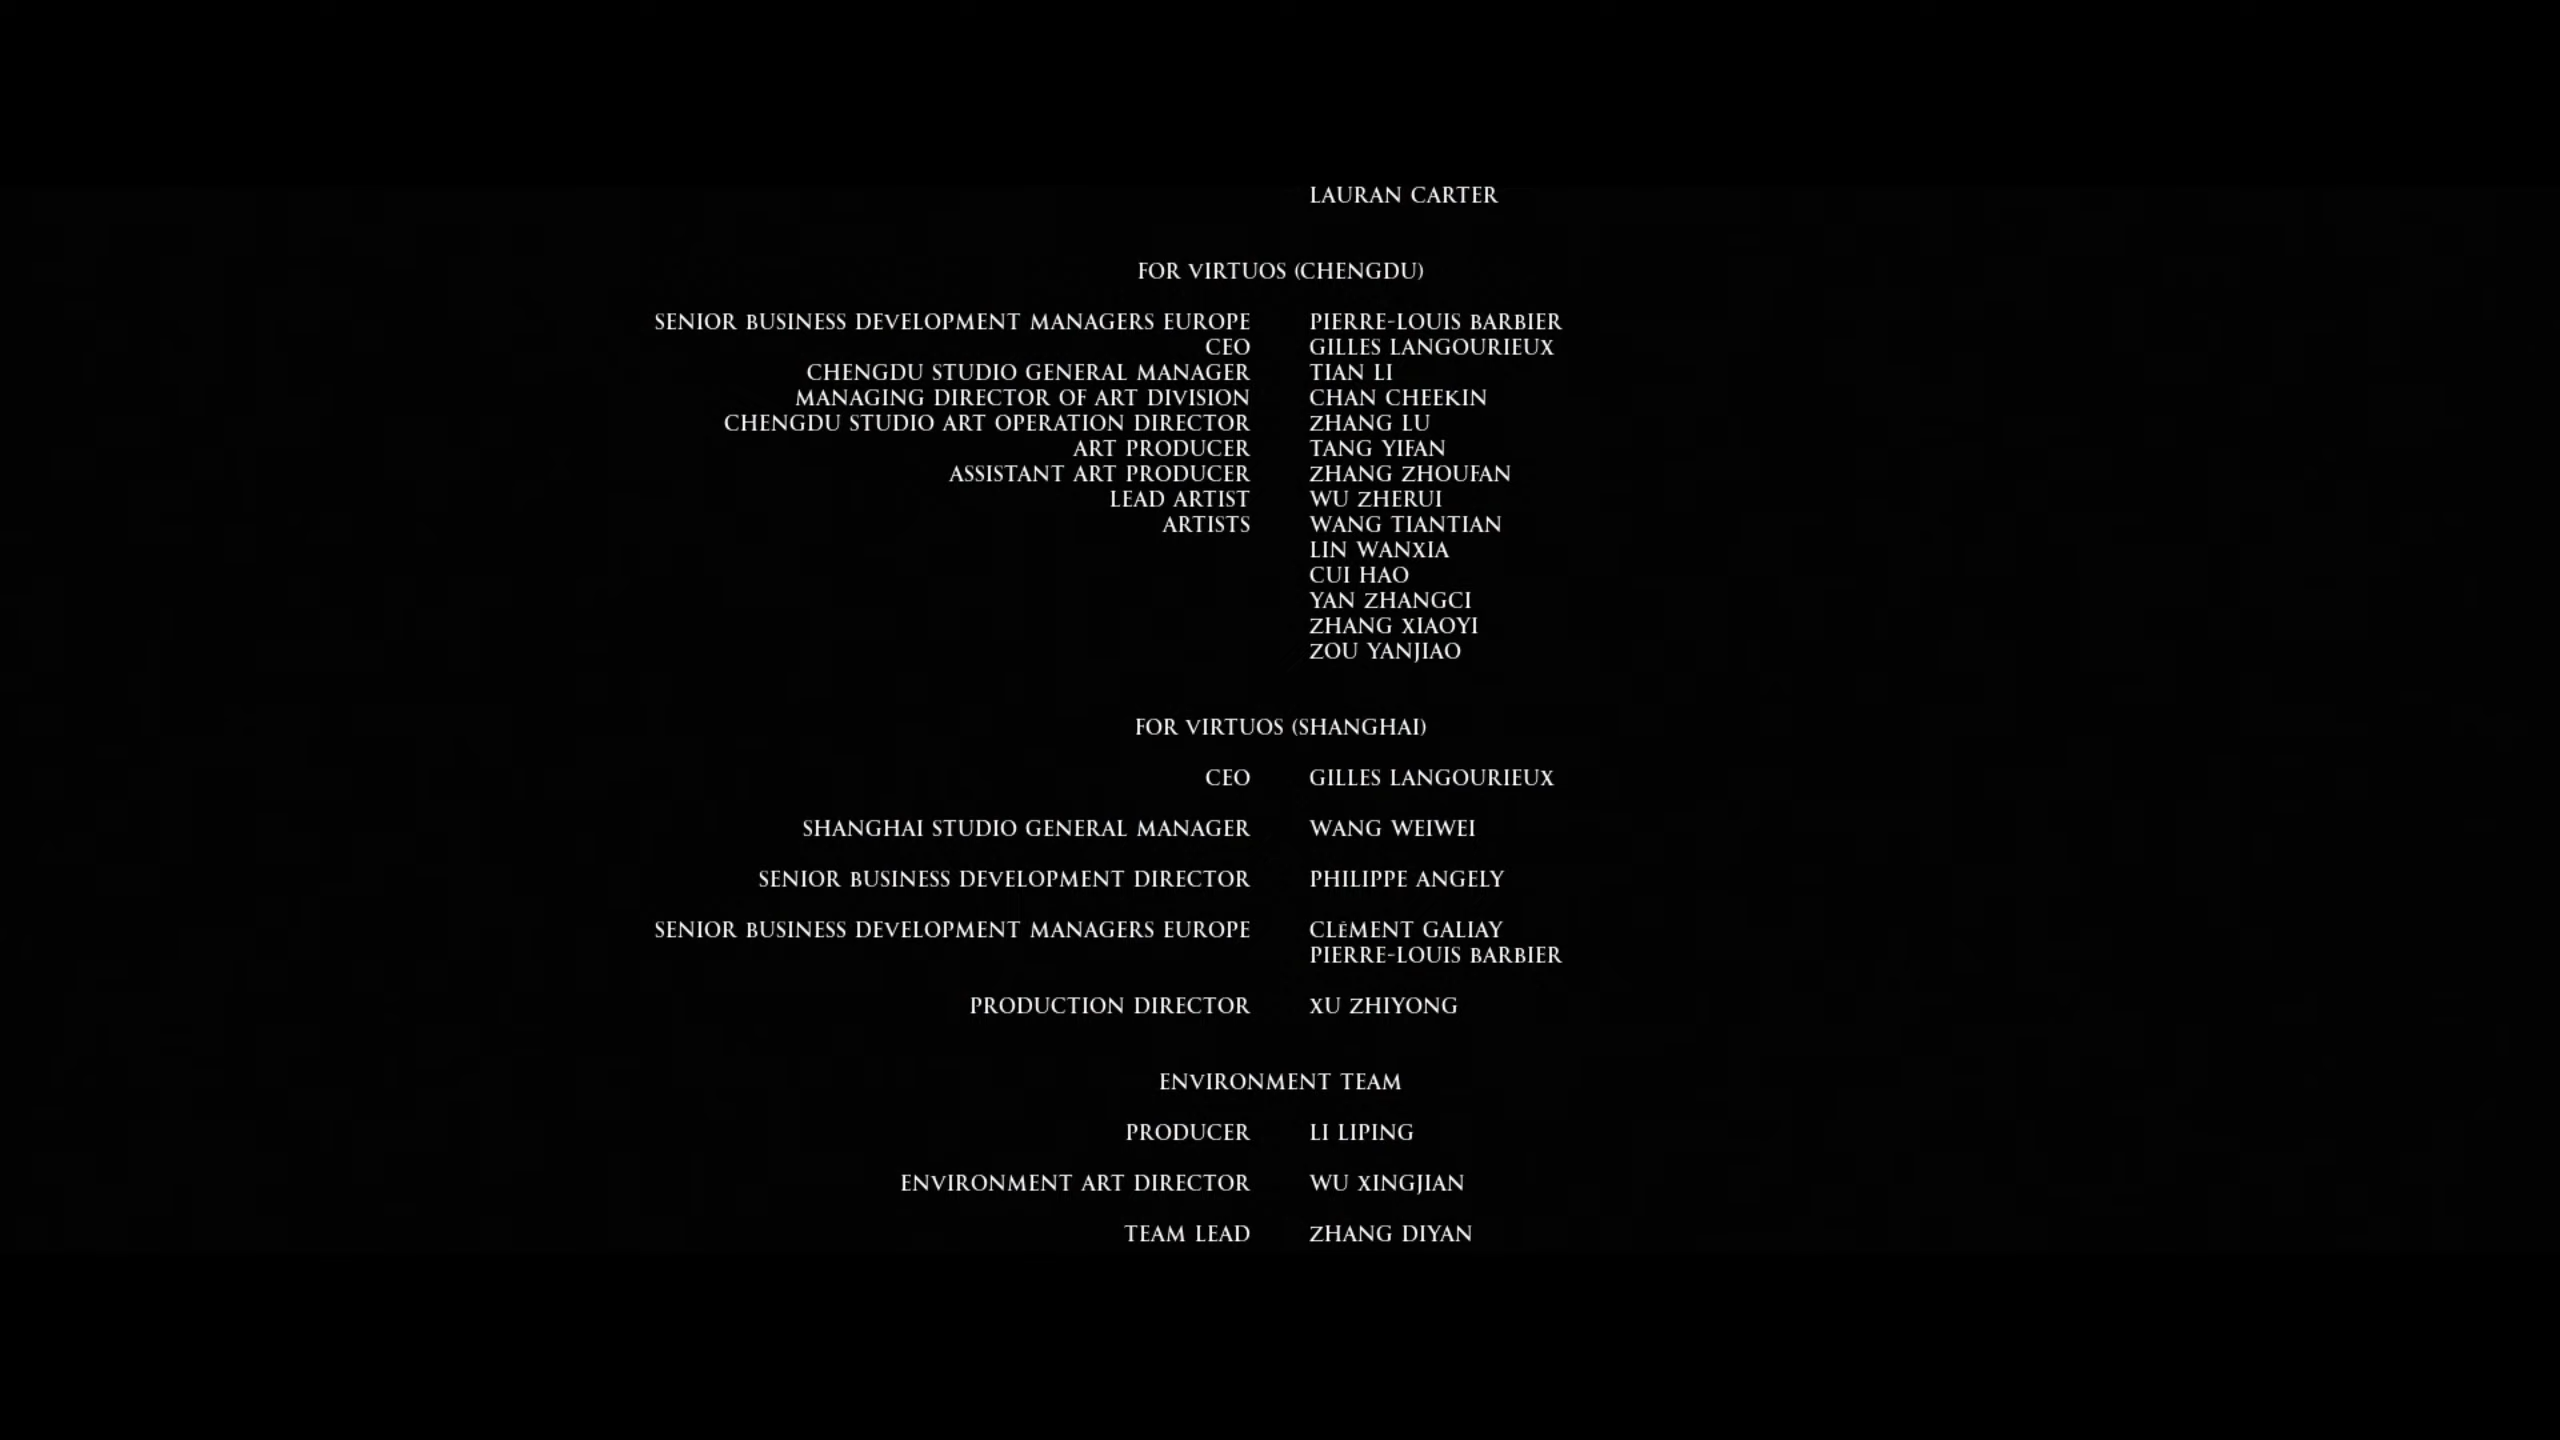 LAURAN CARTER
FOR VIRTUOS (CHENGDU)
SENIOR BUSINESS DEVELOPMENT MANAGERS EUROPE PIERRE-LOUIS BARBIER
CEO GILLES LANGOURIEUX
CHENGDU STUDIO GENERAL MANAGER TIAN LI
MANAGING DIRECTOR OF ART DIVISION CHAN CHEEKIN
CHENGDU STUDIO ART OPERATION DIRECTOR ZHANG LU
ART PRODUCER TANG YIFAN
ASSISTANT ART PRODUCER ZHANG ZHOUFAN
LEAD ARTIST WU ZHERUI
ARTISTS WANG TIANTIAN
LIN WANXIA
CUI HAO
YAN ZHANGCI
ZHANG XIAOYI
ZOU YANJIAO
FOR VIRTUOS (SHANGHAI)
CEO GILLES LANGOURIEUX
SHANGHAI STUDIO GENERAL MANAGER WANG WEIWEI
SENIOR BUSINESS DEVELOPMENT DIRECTOR PHILIPPE ANGELY
SENIOR BUSINESS DEVELOPMENT MANAGERS EUROPE CLÉMENT GALIAY
PIERRE-LOUIS BARBIER
PRODUCTION DIRECTOR XU ZHIYONG
ENVIRONMENT TEAM
PRODUCER LI LIPING
ENVIRONMENT ART DIRECTOR WU XINGJIAN
TEAM LEAD ZHANG DIYAN